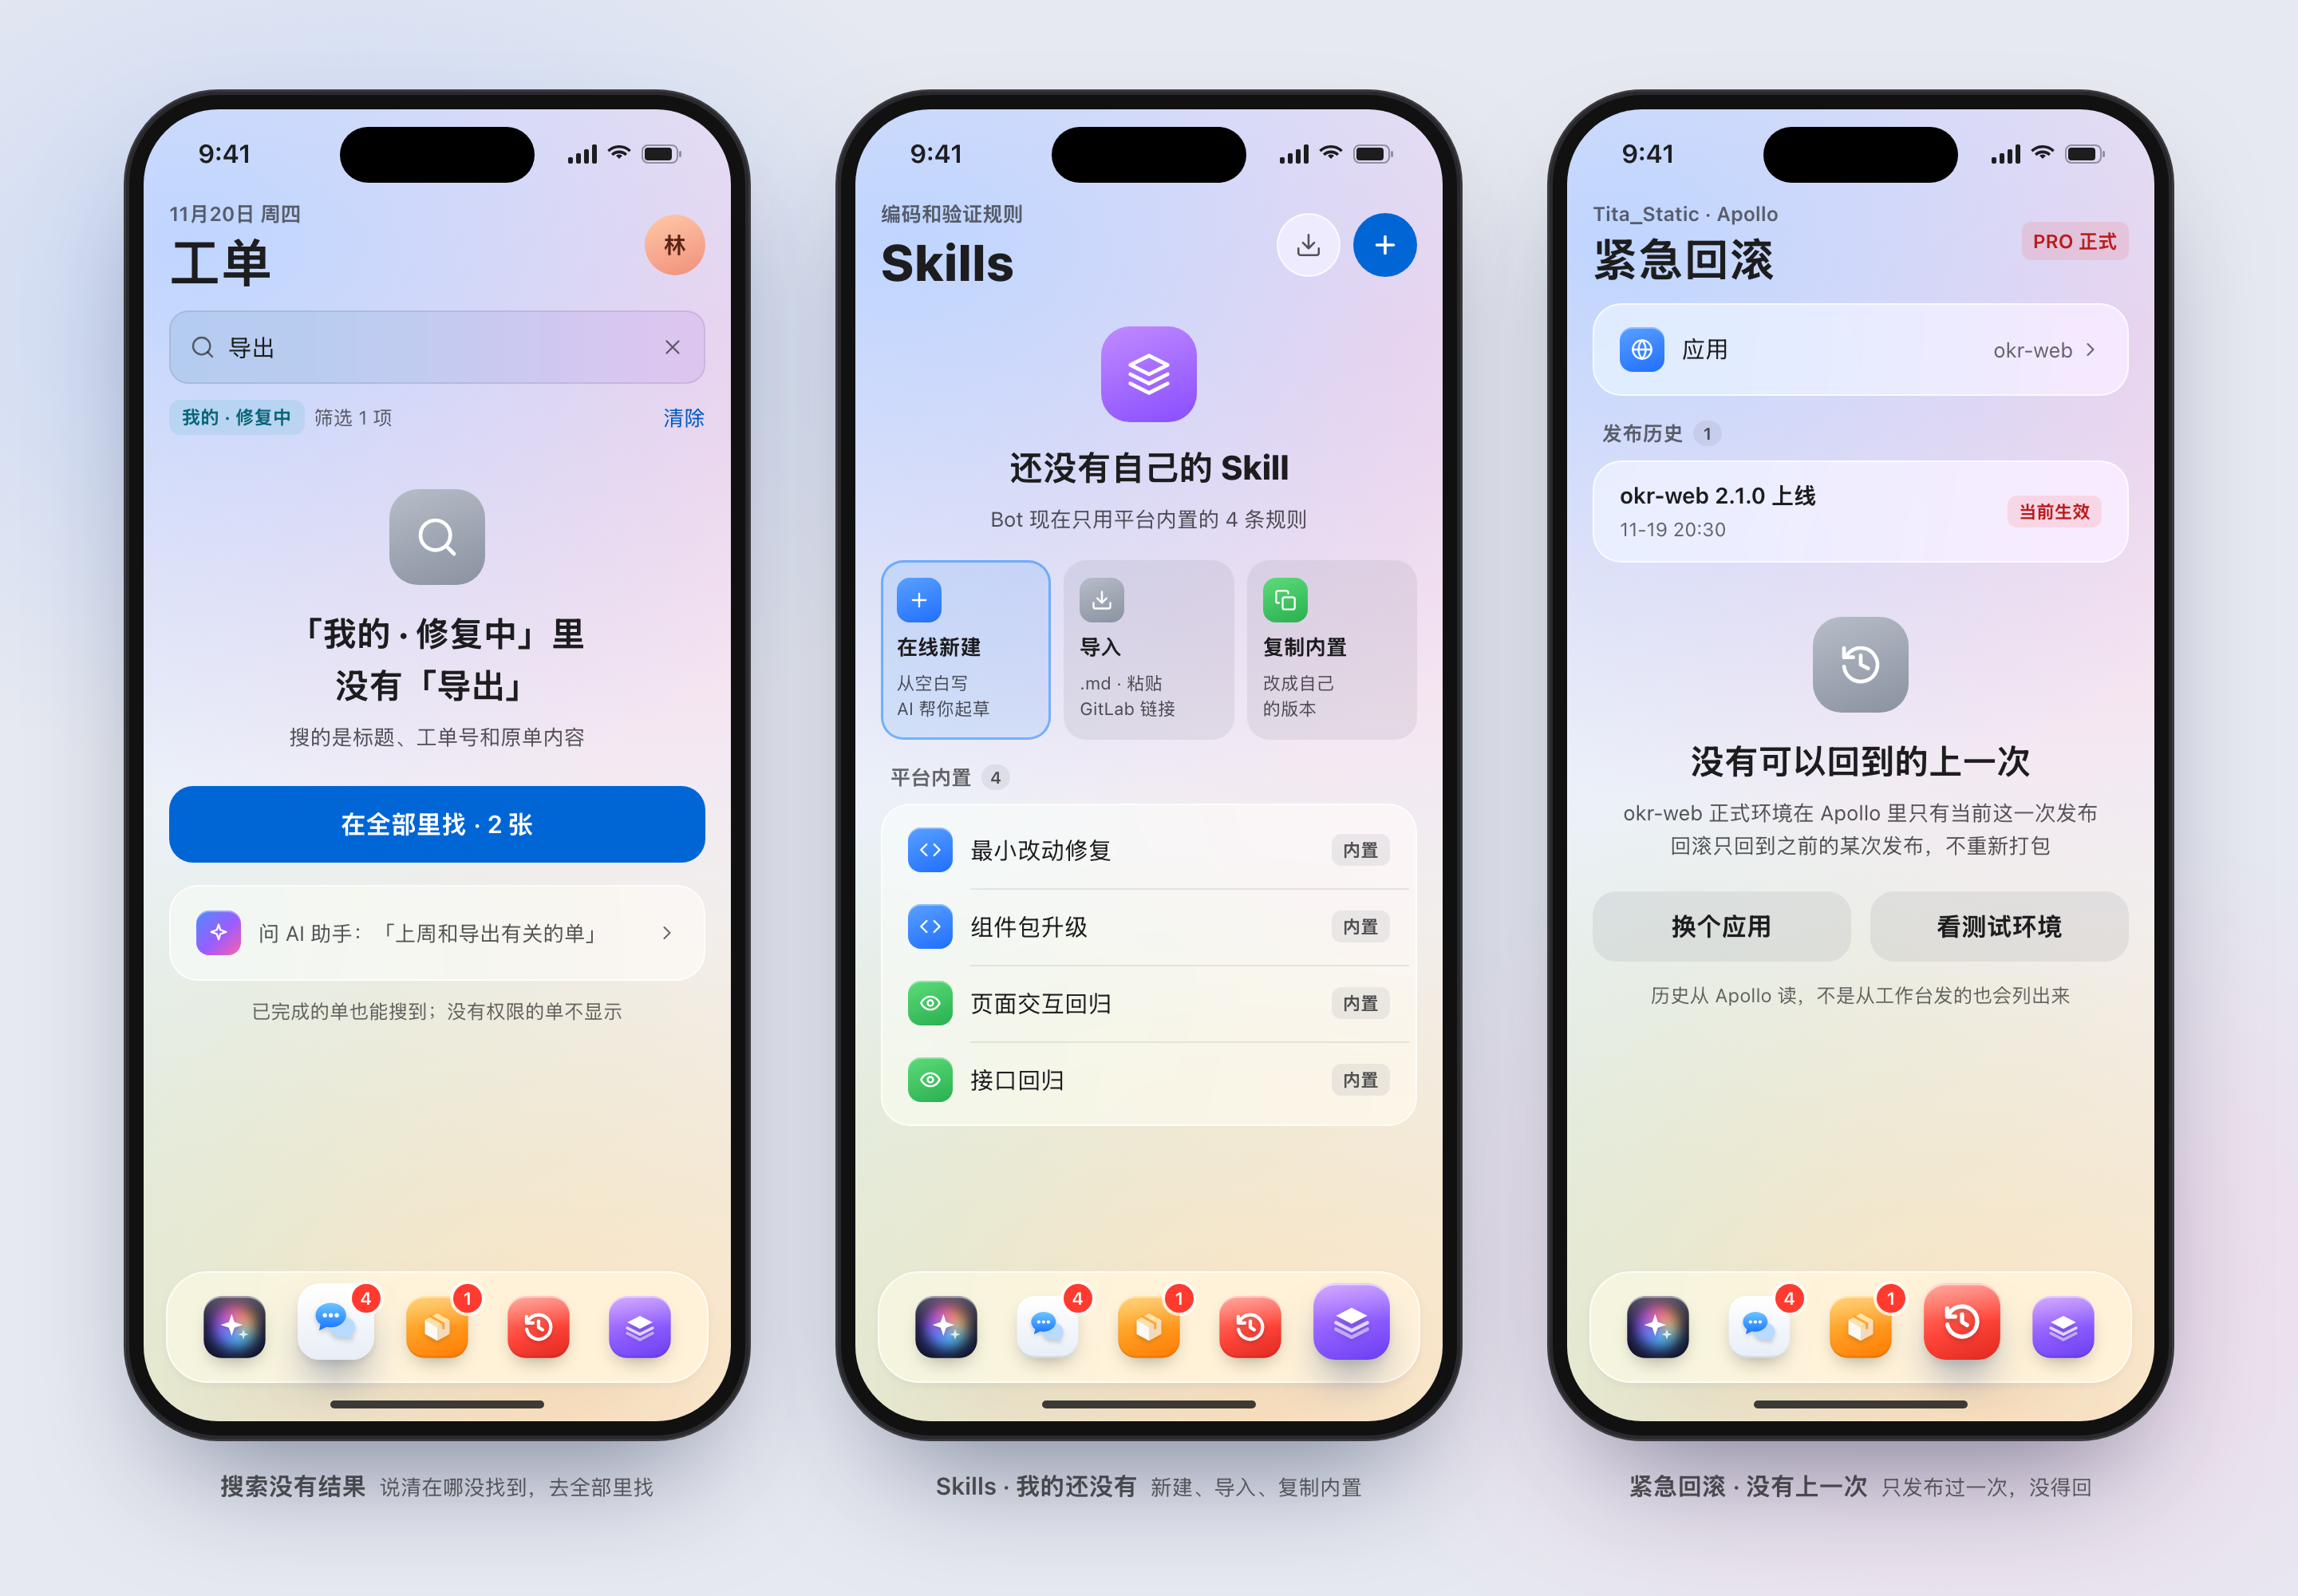 9:41
11月20日 周四
工单
林
导出
我的 · 修复中 筛选 1 项 清除
「我的 · 修复中」里
没有「导出」
搜的是标题、工单号和原单内容
在全部里找 · 2 张
问 AI 助手：「上周和导出有关的单」
已完成的单也能搜到；没有权限的单不显示
4
1
搜索没有结果 说清在哪没找到，去全部里找
9:41
编码和验证规则
Skills
还没有自己的 Skill
Bot 现在只用平台内置的 4 条规则
在线新建
从空白写
AI 帮你起草
导入
.md · 粘贴
GitLab 链接
复制内置
改成自己
的版本
平台内置 4
最小改动修复 内置
组件包升级 内置
页面交互回归 内置
接口回归 内置
4
1
Skills · 我的还没有 新建、导入、复制内置
9:41
Tita_Static · Apollo
紧急回滚
PRO 正式
应用 okr-web
发布历史 1
okr-web 2.1.0 上线
11-19 20:30
当前生效
没有可以回到的上一次
okr-web 正式环境在 Apollo 里只有当前这一次发布
回滚只回到之前的某次发布，不重新打包
换个应用
看测试环境
历史从 Apollo 读，不是从工作台发的也会列出来
4
1
紧急回滚 · 没有上一次 只发布过一次，没得回